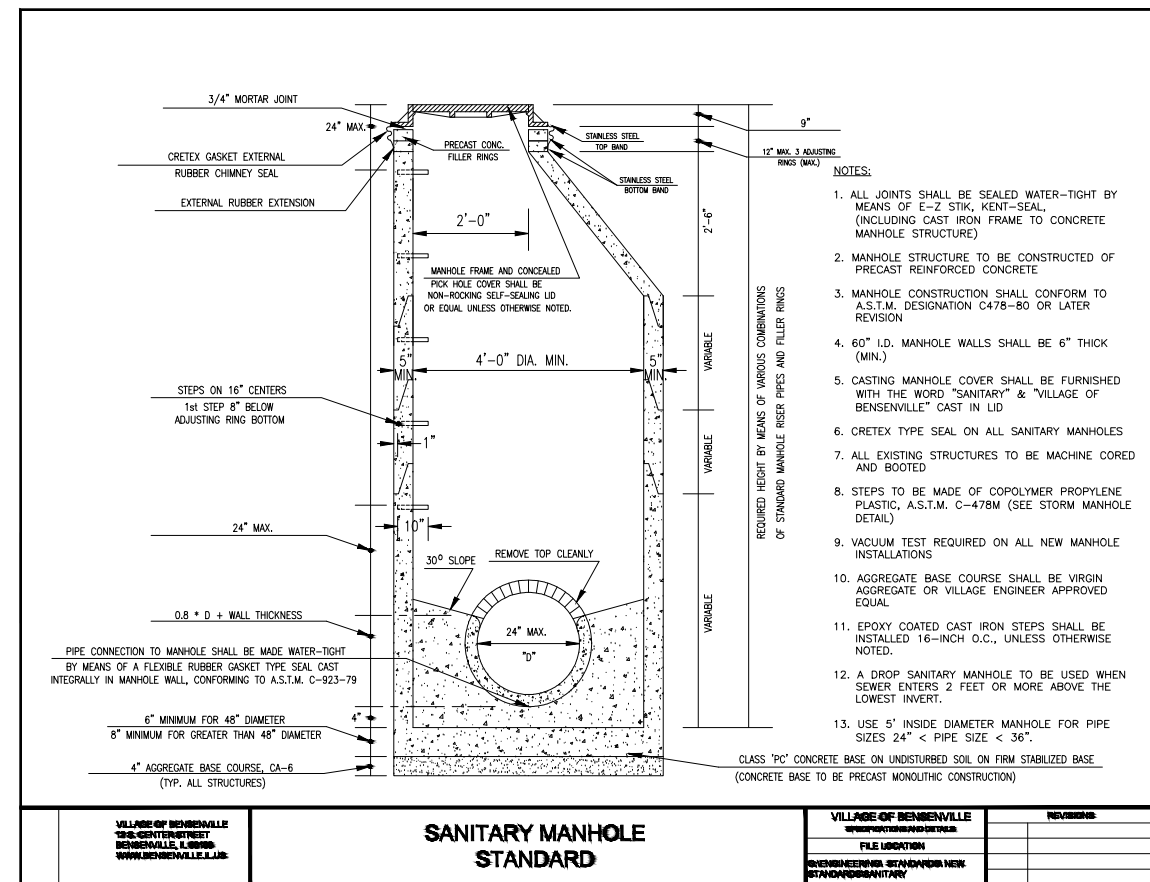 3/4" MORTAR JOINT
24" MAX.
CRETEX GASKET EXTERNAL
RUBBER CHIMNEY SEAL
EXTERNAL RUBBER EXTENSION
PRECAST CONC.
FILLER RINGS
STAINLESS STEEL
TOP BAND
STAINLESS STEEL
BOTTOM BAND
9"
12" MAX. 3 ADJUSTING
RINGS (MAX.)
2'-0"
2'-6"
MANHOLE FRAME AND CONCEALED
PICK HOLE COVER SHALL BE
NON-ROCKING SELF-SEALING LID
OR EQUAL UNLESS OTHERWISE NOTED.
5"
MIN.
4'-0" DIA. MIN.
5"
MIN.
VARIABLE
VARIABLE
VARIABLE
REQUIRED HEIGHT BY MEANS OF VARIOUS COMBINATIONS
OF STANDARD MANHOLE RISER PIPES AND FILLER RINGS
STEPS ON 16" CENTERS
1st STEP 8" BELOW
ADJUSTING RING BOTTOM
1"
10"
24" MAX.
30° SLOPE
REMOVE TOP CLEANLY
0.8 * D + WALL THICKNESS
24" MAX.
"D"
PIPE CONNECTION TO MANHOLE SHALL BE MADE WATER-TIGHT
BY MEANS OF A FLEXIBLE RUBBER GASKET TYPE SEAL CAST
INTEGRALLY IN MANHOLE WALL, CONFORMING TO A.S.T.M. C-923-79
6" MINIMUM FOR 48" DIAMETER
8" MINIMUM FOR GREATER THAN 48" DIAMETER
4"
4" AGGREGATE BASE COURSE, CA-6
(TYP. ALL STRUCTURES)
CLASS 'PC' CONCRETE BASE ON UNDISTURBED SOIL ON FIRM STABILIZED BASE
(CONCRETE BASE TO BE PRECAST MONOLITHIC CONSTRUCTION)
NOTES:
1. ALL JOINTS SHALL BE SEALED WATER-TIGHT BY
MEANS OF E-Z STIK, KENT-SEAL,
(INCLUDING CAST IRON FRAME TO CONCRETE
MANHOLE STRUCTURE)
2. MANHOLE STRUCTURE TO BE CONSTRUCTED OF
PRECAST REINFORCED CONCRETE
3. MANHOLE CONSTRUCTION SHALL CONFORM TO
A.S.T.M. DESIGNATION C478-80 OR LATER
REVISION
4. 60" I.D. MANHOLE WALLS SHALL BE 6" THICK
(MIN.)
5. CASTING MANHOLE COVER SHALL BE FURNISHED
WITH THE WORD "SANITARY" & "VILLAGE OF
BENSENVILLE" CAST IN LID
6. CRETEX TYPE SEAL ON ALL SANITARY MANHOLES
7. ALL EXISTING STRUCTURES TO BE MACHINE CORED
AND BOOTED
8. STEPS TO BE MADE OF COPOLYMER PROPYLENE
PLASTIC, A.S.T.M. C-478M (SEE STORM MANHOLE
DETAIL)
9. VACUUM TEST REQUIRED ON ALL NEW MANHOLE
INSTALLATIONS
10. AGGREGATE BASE COURSE SHALL BE VIRGIN
AGGREGATE OR VILLAGE ENGINEER APPROVED
EQUAL
11. EPOXY COATED CAST IRON STEPS SHALL BE
INSTALLED 16-INCH O.C., UNLESS OTHERWISE
NOTED.
12. A DROP SANITARY MANHOLE TO BE USED WHEN
SEWER ENTERS 2 FEET OR MORE ABOVE THE
LOWEST INVERT.
13. USE 5' INSIDE DIAMETER MANHOLE FOR PIPE
SIZES 24" < PIPE SIZE < 36".
VILLAGE OF BENSENVILLE
12 S. CENTER STREET
BENSENVILLE, IL 60106
WWW.BENSENVILLE.IL.US
SANITARY MANHOLE
STANDARD
VILLAGE OF BENSENVILLE
SPECIFICATIONS AND DETAILS
FILE LOCATION
G:\ENGINEERING\ STANDARDS\ NEW
STANDARDS\SANITARY
REVISIONS